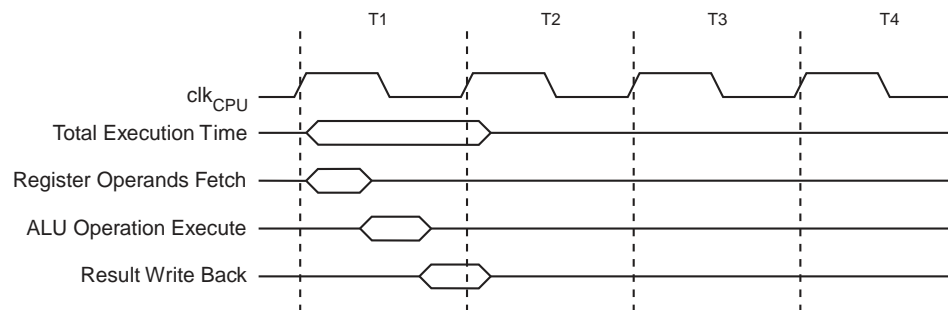 T1 T2 T3 T4
clkCPU
Total Execution Time
Register Operands Fetch
ALU Operation Execute
Result Write Back